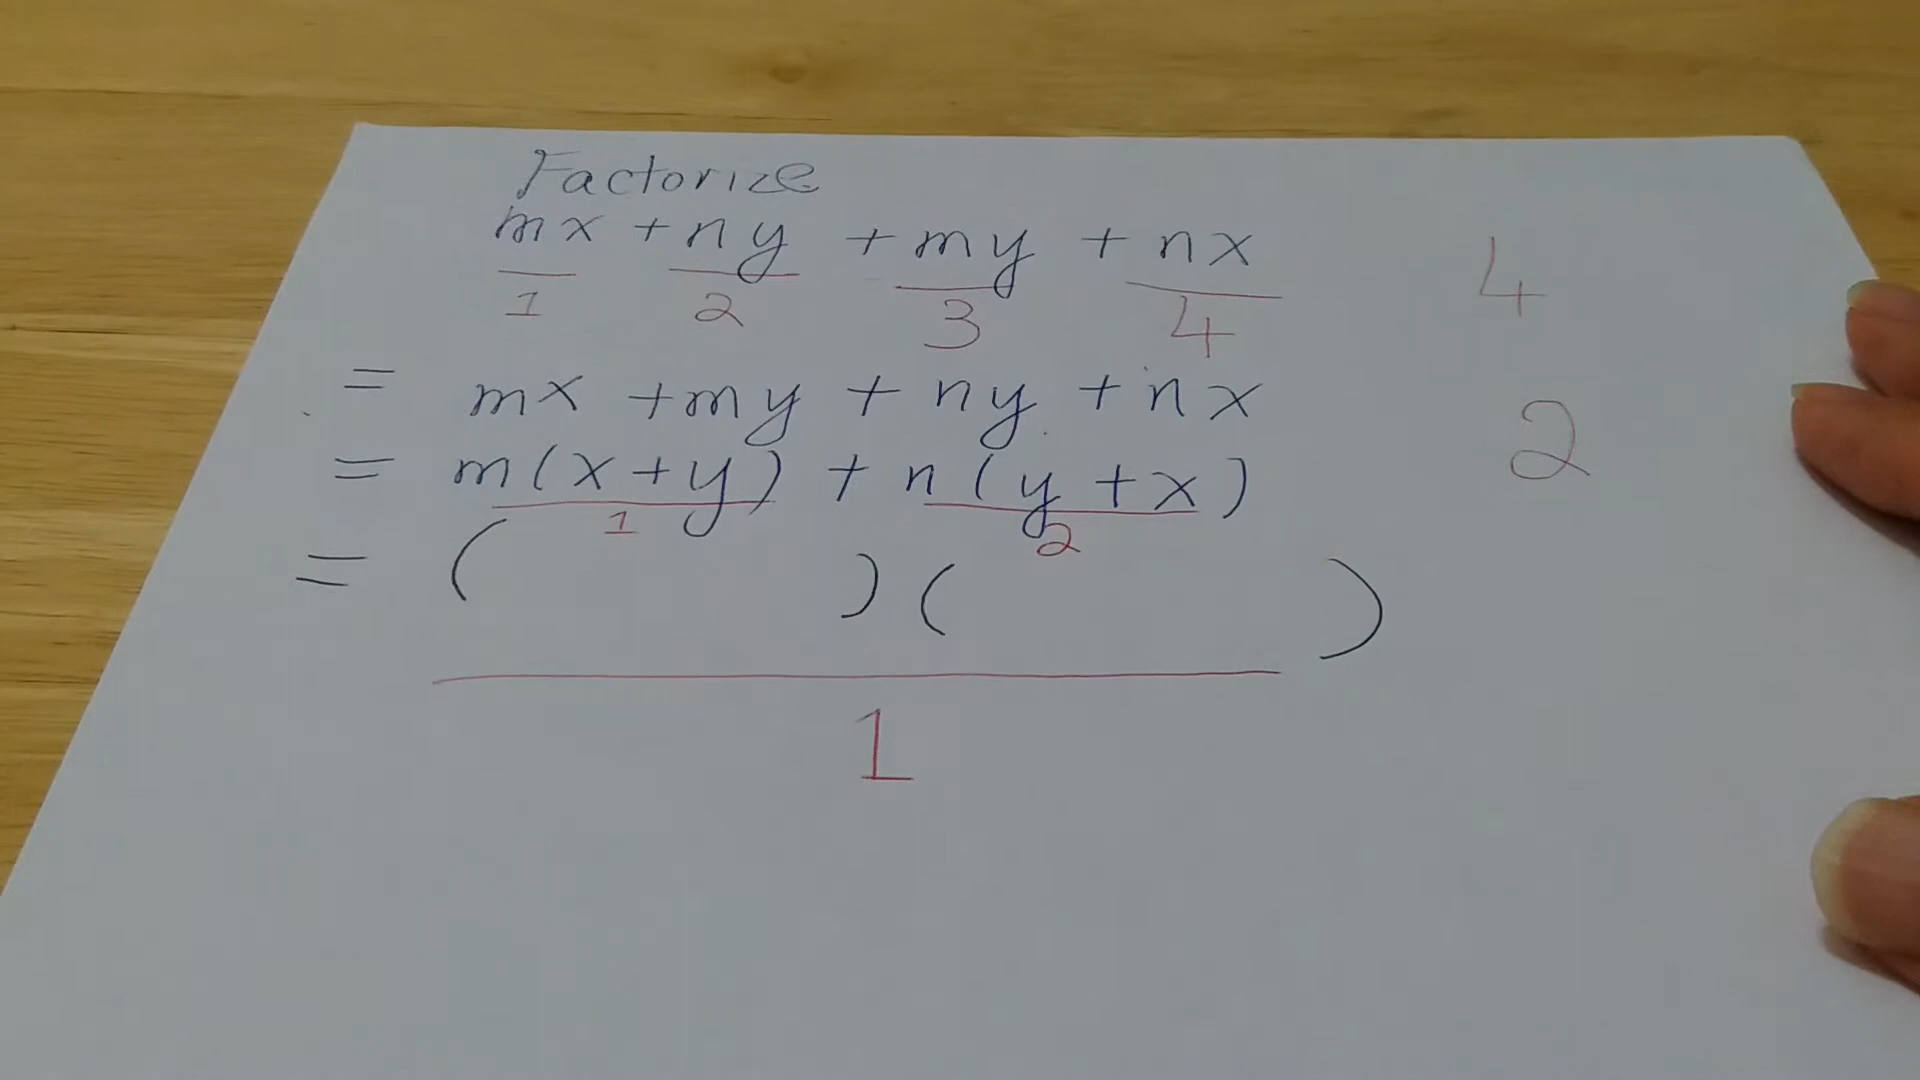 Factorize
mx + ny + my + nx 4
1 2 3 4
= mx + my + ny + nx 2
= m(x+y) + n(y+x)
1 2
= ( )( )
1